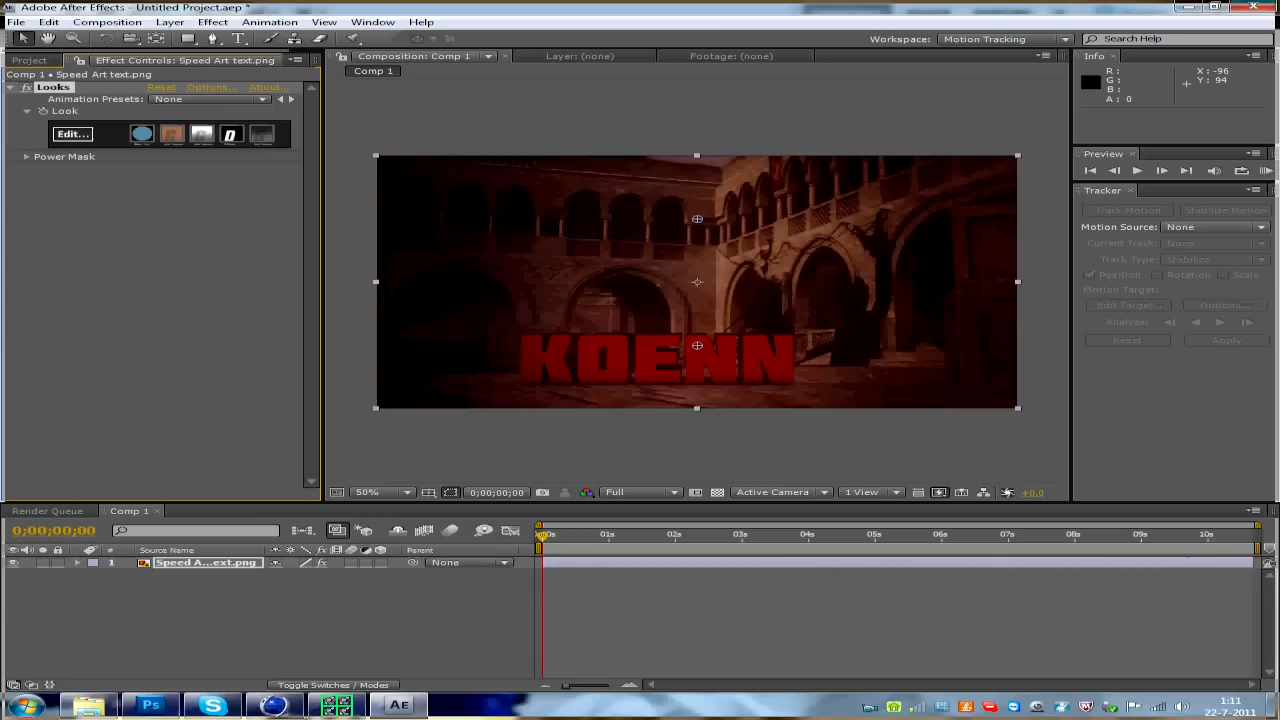 Adobe After Effects - Untitled Project.aep *
File Edit Composition Layer Effect Animation View Window Help
Workspace: Motion Tracking Search Help
Project Effect Controls: Speed Art text.png
Comp 1 • Speed Art text.png
fx Looks Reset Options... About...
Animation Presets: None
Look
Edit...
Power Mask
Composition: Comp 1 Layer: (none) Footage: (none)
Comp 1
KOENN
50% 0;00;00;00 Full Active Camera 1 View +0,0
Info
R: X: -96
G: Y: 94
B:
A: 0
Preview
Tracker
Track Motion Stabilize Motion
Motion Source: None
Current Track: None
Track Type: Stabilize
Position Rotation Scale
Motion Target:
Edit Target... Options...
Analyze:
Reset Apply
Render Queue Comp 1
0;00;00;00
0s 01s 02s 03s 04s 05s 06s 07s 08s 09s 10s
# Source Name fx Parent
1 Speed A...ext.png fx None
Toggle Switches / Modes
Ps S Ae
1:11
22-7-2011